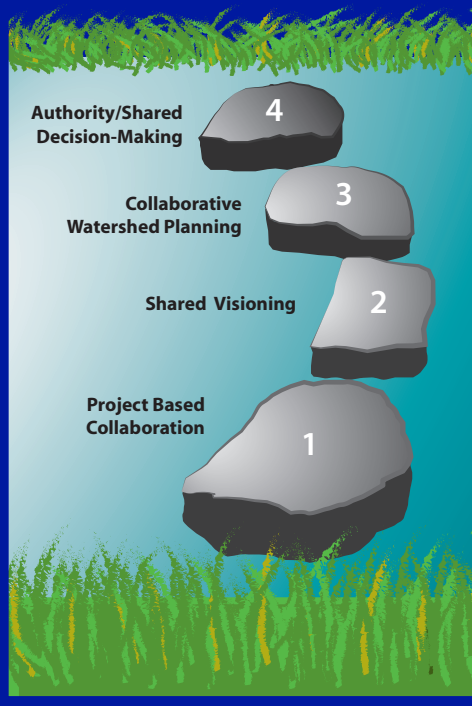 4
Authority/Shared
Decision-Making
3
Collaborative
Watershed Planning
2
Shared Visioning
Project Based
Collaboration
1